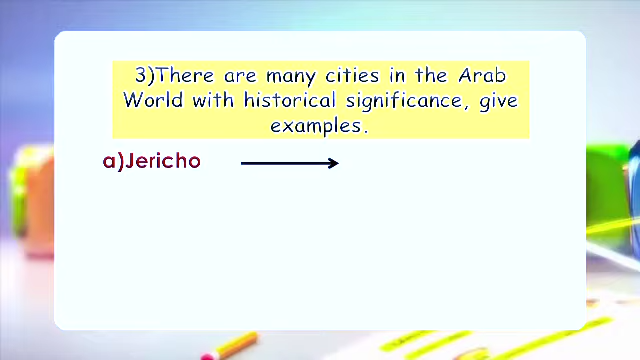 3)There are many cities in the Arab
World with historical significance, give
examples.
a)Jericho